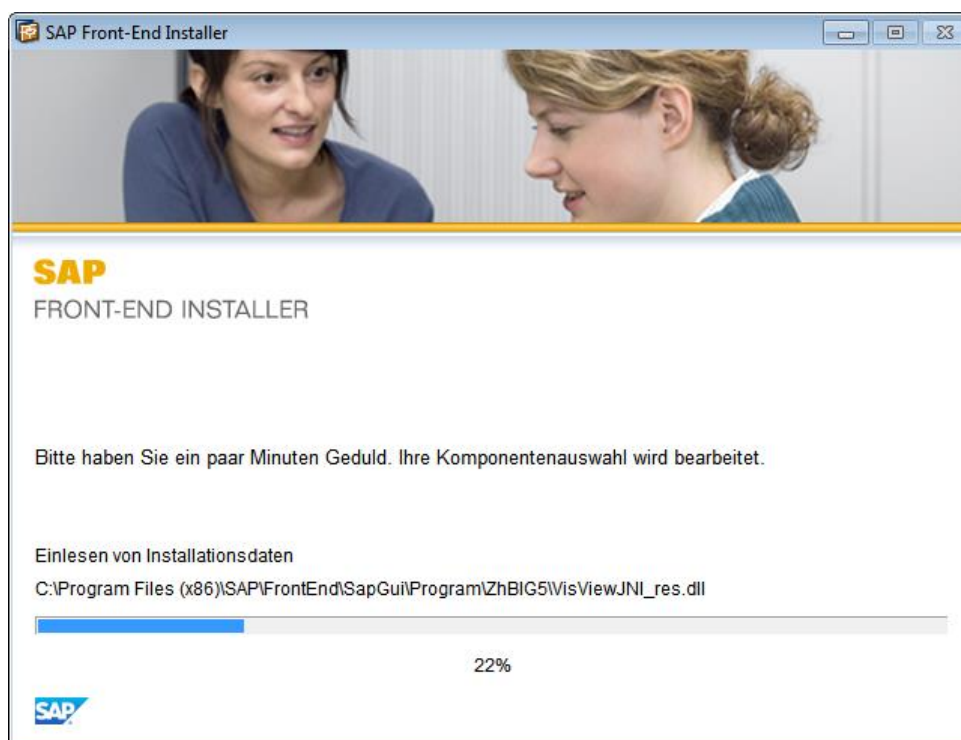 SAP Front-End Installer
SAP
FRONT-END INSTALLER
Bitte haben Sie ein paar Minuten Geduld. Ihre Komponentenauswahl wird bearbeitet.
Einlesen von Installationsdaten
C:\Program Files (x86)\SAP\FrontEnd\SapGui\Program\ZhBIG5\VisViewJNI_res.dll
22%
SAP